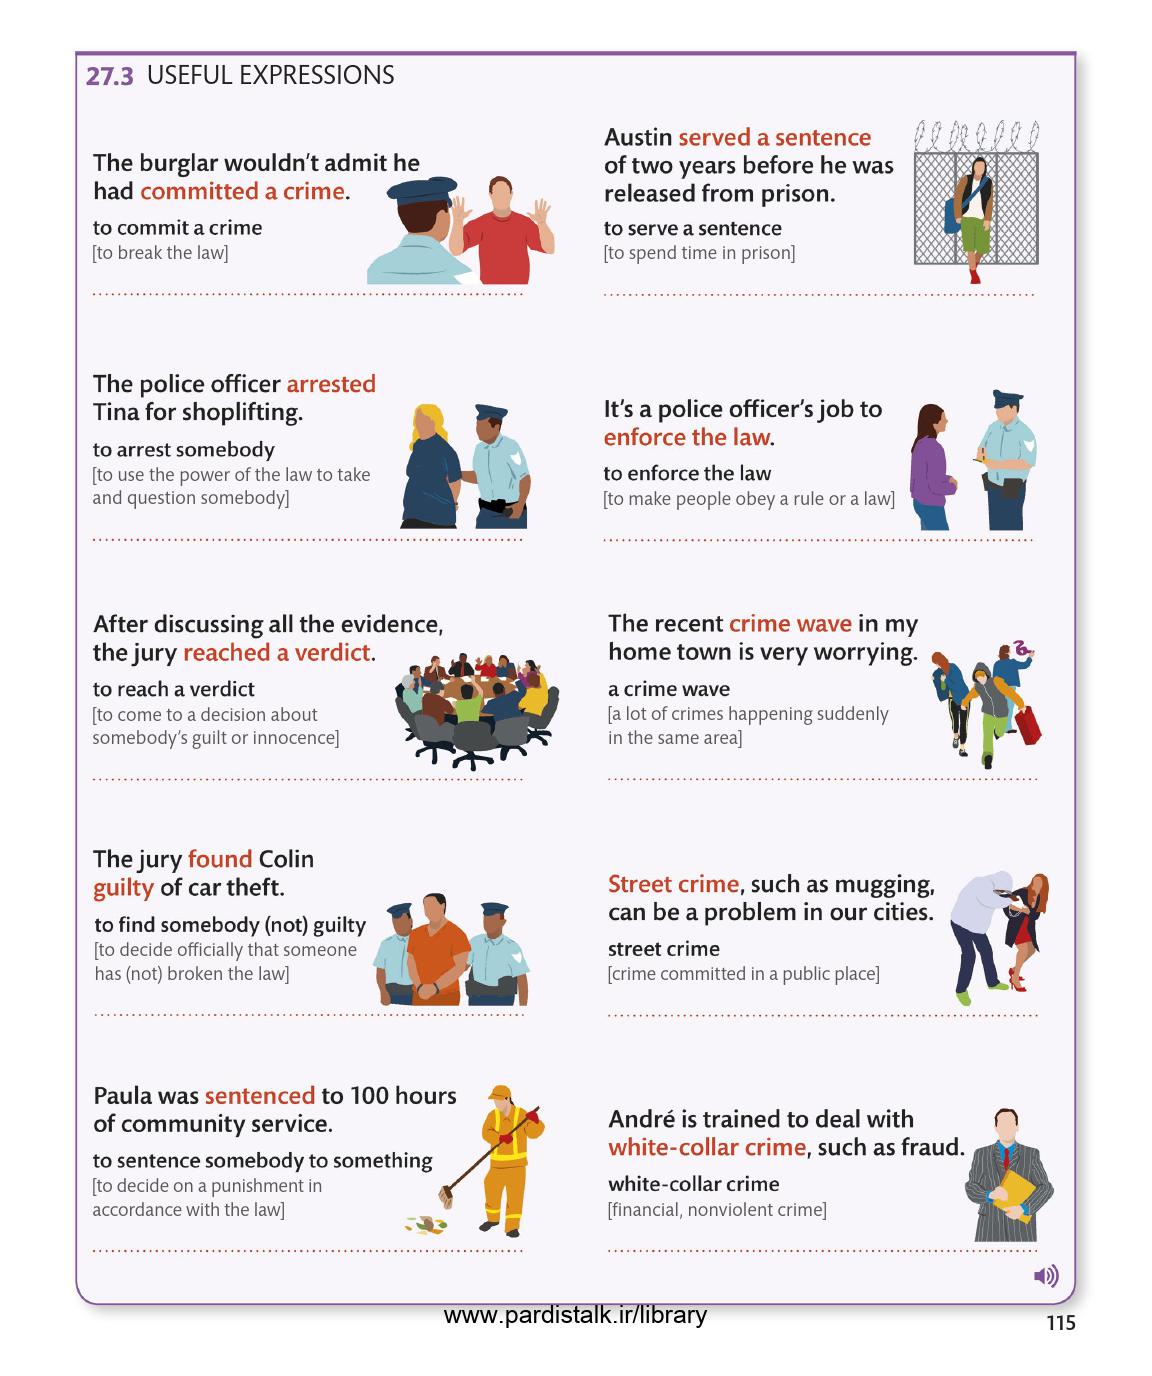 27.3 USEFUL EXPRESSIONS
The burglar wouldn't admit he
had committed a crime.
to commit a crime
[to break the law]
Austin served a sentence
of two years before he was
released from prison.
to serve a sentence
[to spend time in prison]
The police officer arrested
Tina for shoplifting.
to arrest somebody
[to use the power of the law to take
and question somebody]
It's a police officer's job to
enforce the law.
to enforce the law
[to make people obey a rule or a law]
After discussing all the evidence,
the jury reached a verdict.
to reach a verdict
[to come to a decision about
somebody's guilt or innocence]
The recent crime wave in my
home town is very worrying.
a crime wave
[a lot of crimes happening suddenly
in the same area]
The jury found Colin
guilty of car theft.
to find somebody (not) guilty
[to decide officially that someone
has (not) broken the law]
Street crime, such as mugging,
can be a problem in our cities.
street crime
[crime committed in a public place]
Paula was sentenced to 100 hours
of community service.
to sentence somebody to something
[to decide on a punishment in
accordance with the law]
André is trained to deal with
white-collar crime, such as fraud.
white-collar crime
[financial, nonviolent crime]
www.pardistalk.ir/library
115